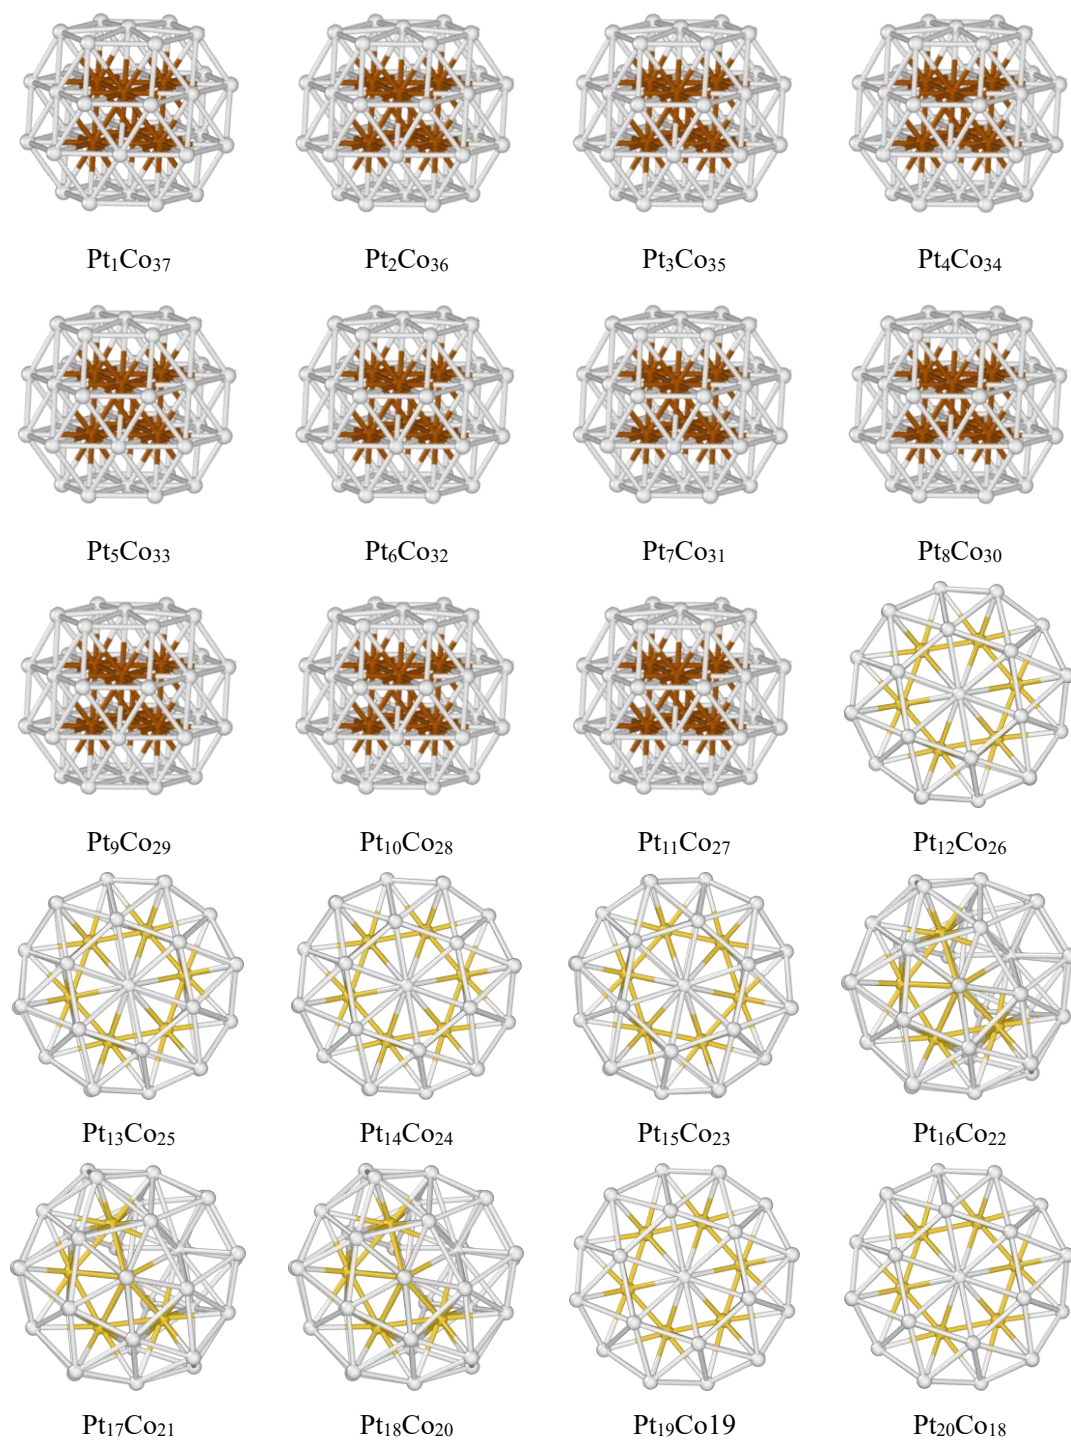 Pt₁Co₃₇ Pt₂Co₃₆ Pt₃Co₃₅ Pt₄Co₃₄
Pt₅Co₃₃ Pt₆Co₃₂ Pt₇Co₃₁ Pt₈Co₃₀
Pt₉Co₂₉ Pt₁₀Co₂₈ Pt₁₁Co₂₇ Pt₁₂Co₂₆
Pt₁₃Co₂₅ Pt₁₄Co₂₄ Pt₁₅Co₂₃ Pt₁₆Co₂₂
Pt₁₇Co₂₁ Pt₁₈Co₂₀ Pt₁₉Co19 Pt₂₀Co₁₈